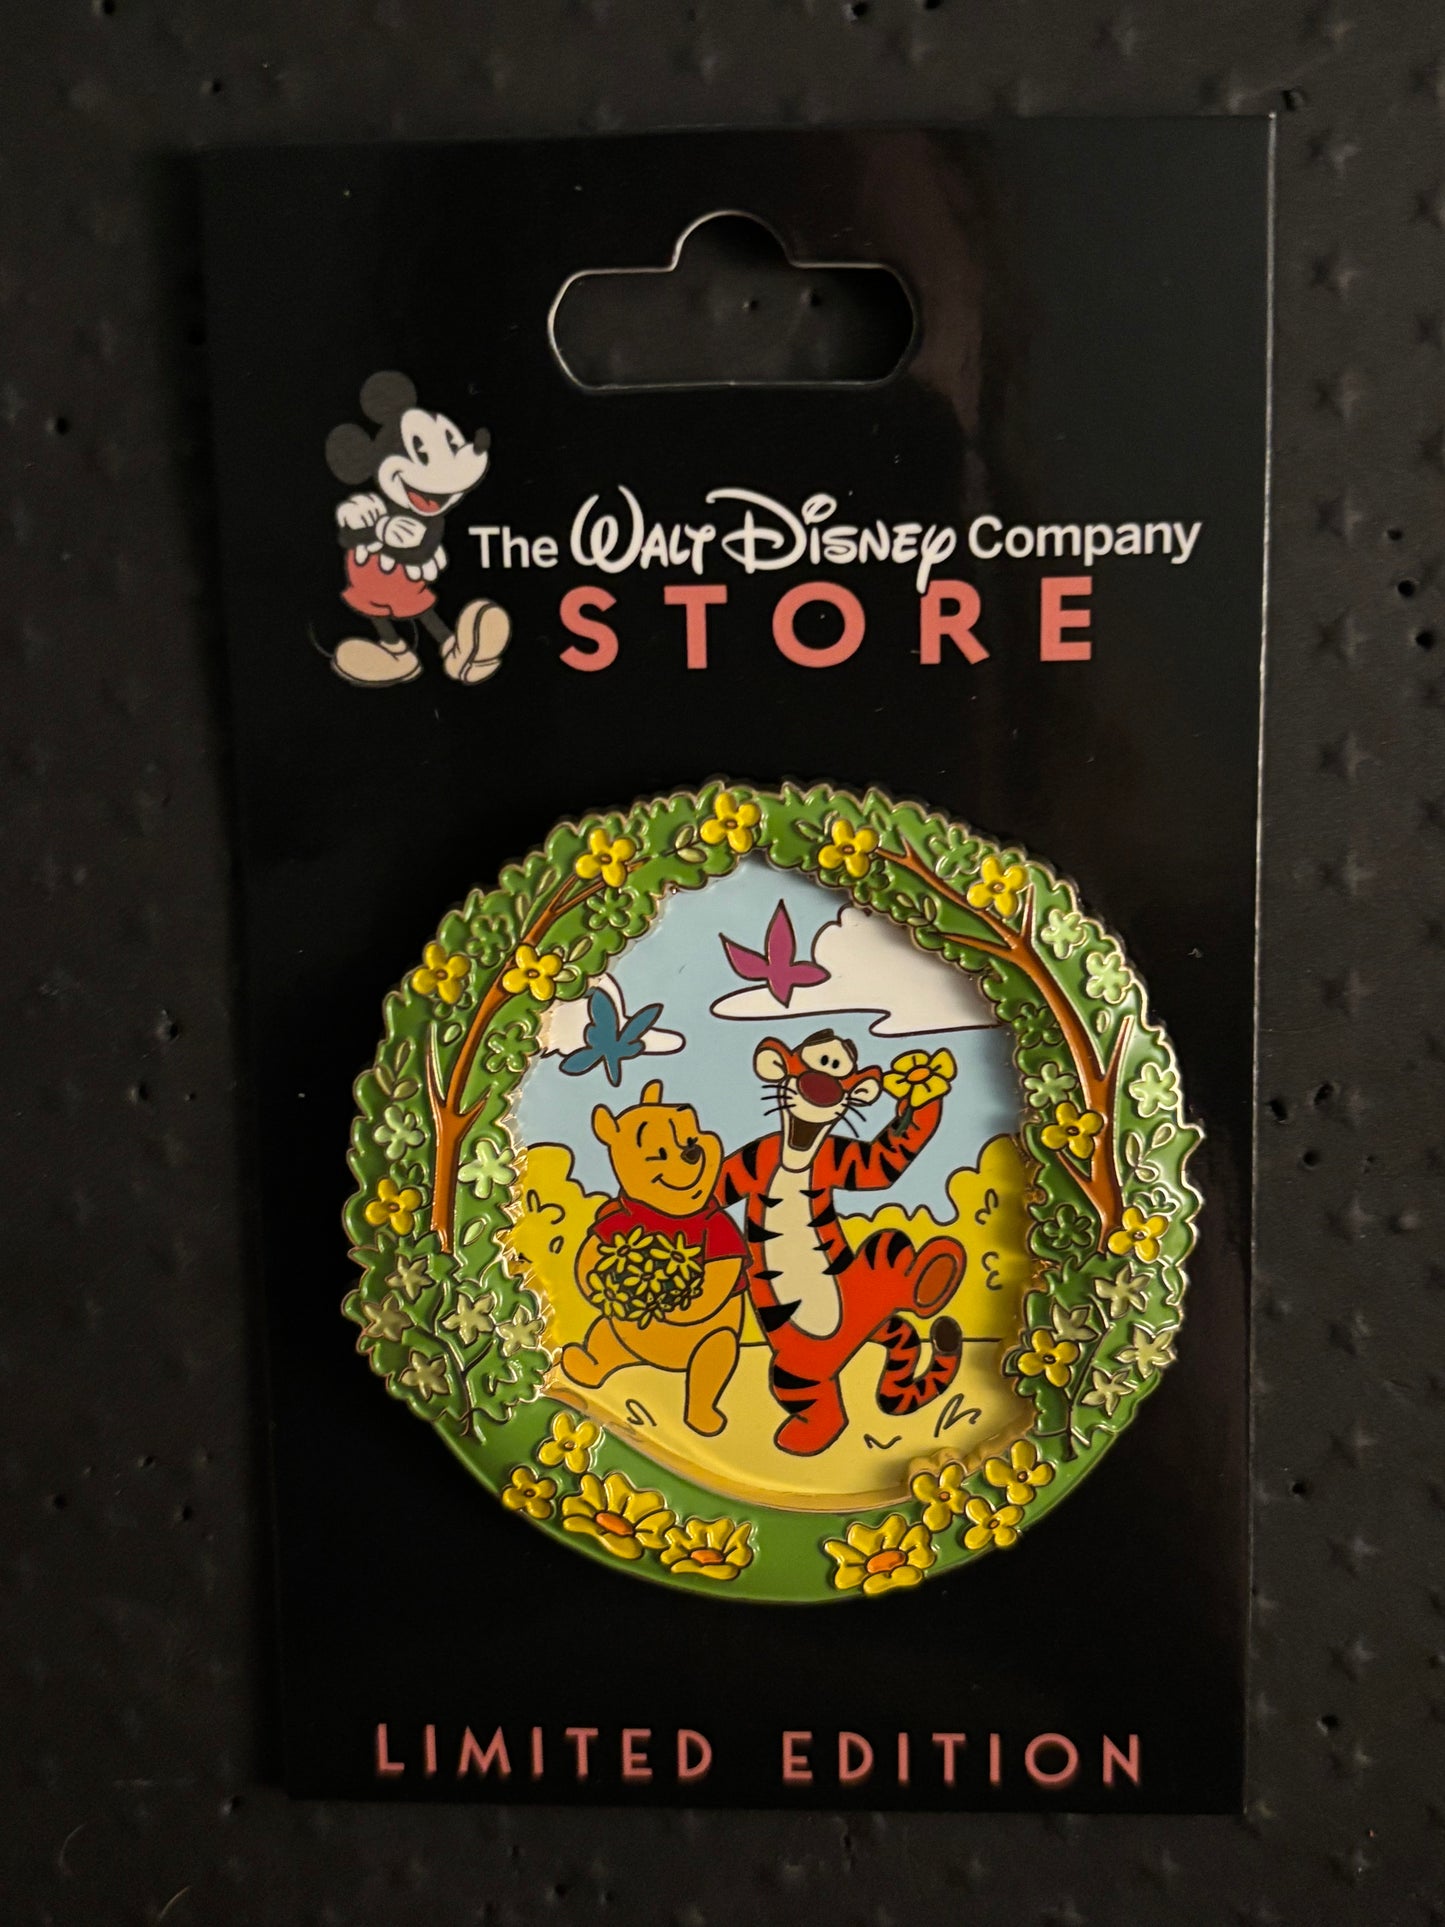 The WALT DISNEY Company
STORE
LIMITED EDITION